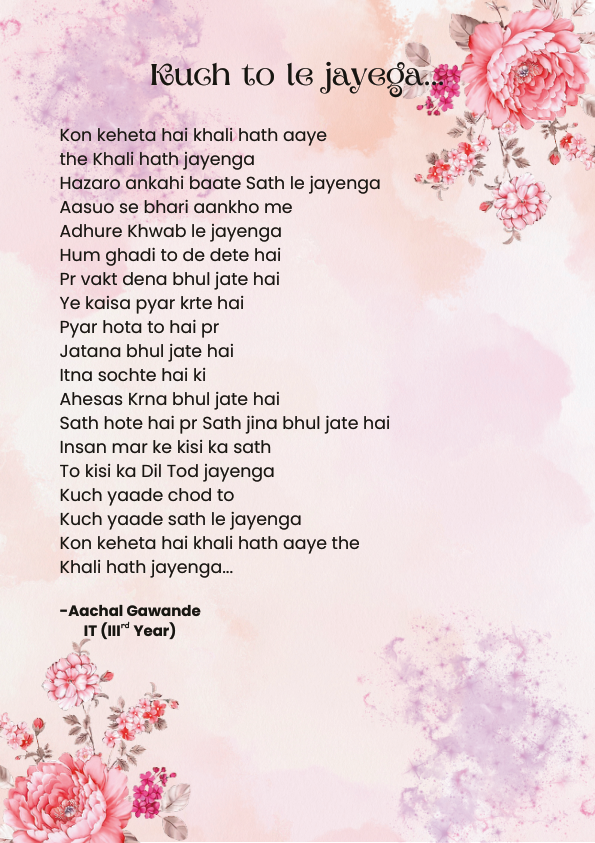 Kuch to le jayega...
Kon keheta hai khali hath aaye
the Khali hath jayenga
Hazaro ankahi baate Sath le jayenga
Aasuo se bhari aankho me
Adhure Khwab le jayenga
Hum ghadi to de dete hai
Pr vakt dena bhul jate hai
Ye kaisa pyar krte hai
Pyar hota to hai pr
Jatana bhul jate hai
Itna sochte hai ki
Ahesas Krna bhul jate hai
Sath hote hai pr Sath jina bhul jate hai
Insan mar ke kisi ka sath
To kisi ka Dil Tod jayenga
Kuch yaade chod to
Kuch yaade sath le jayenga
Kon keheta hai khali hath aaye the
Khali hath jayenga...
-Aachal Gawande
IT (IIIrd Year)